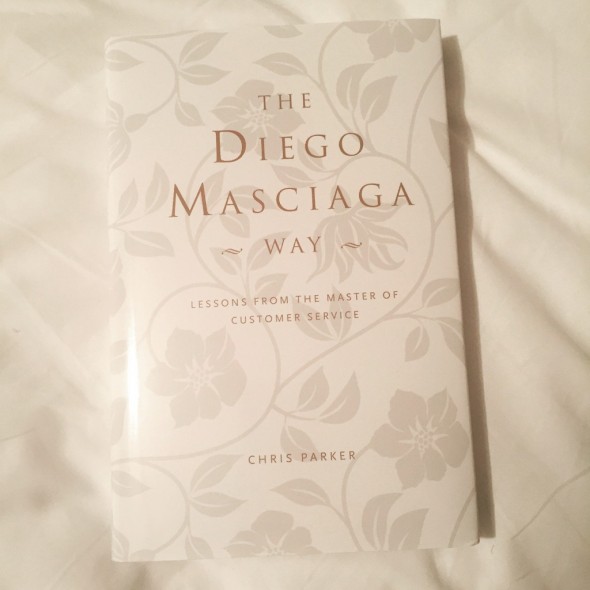 THE
DIEGO
MASCIAGA
~ WAY ~
LESSONS FROM THE MASTER OF
CUSTOMER SERVICE
CHRIS PARKER